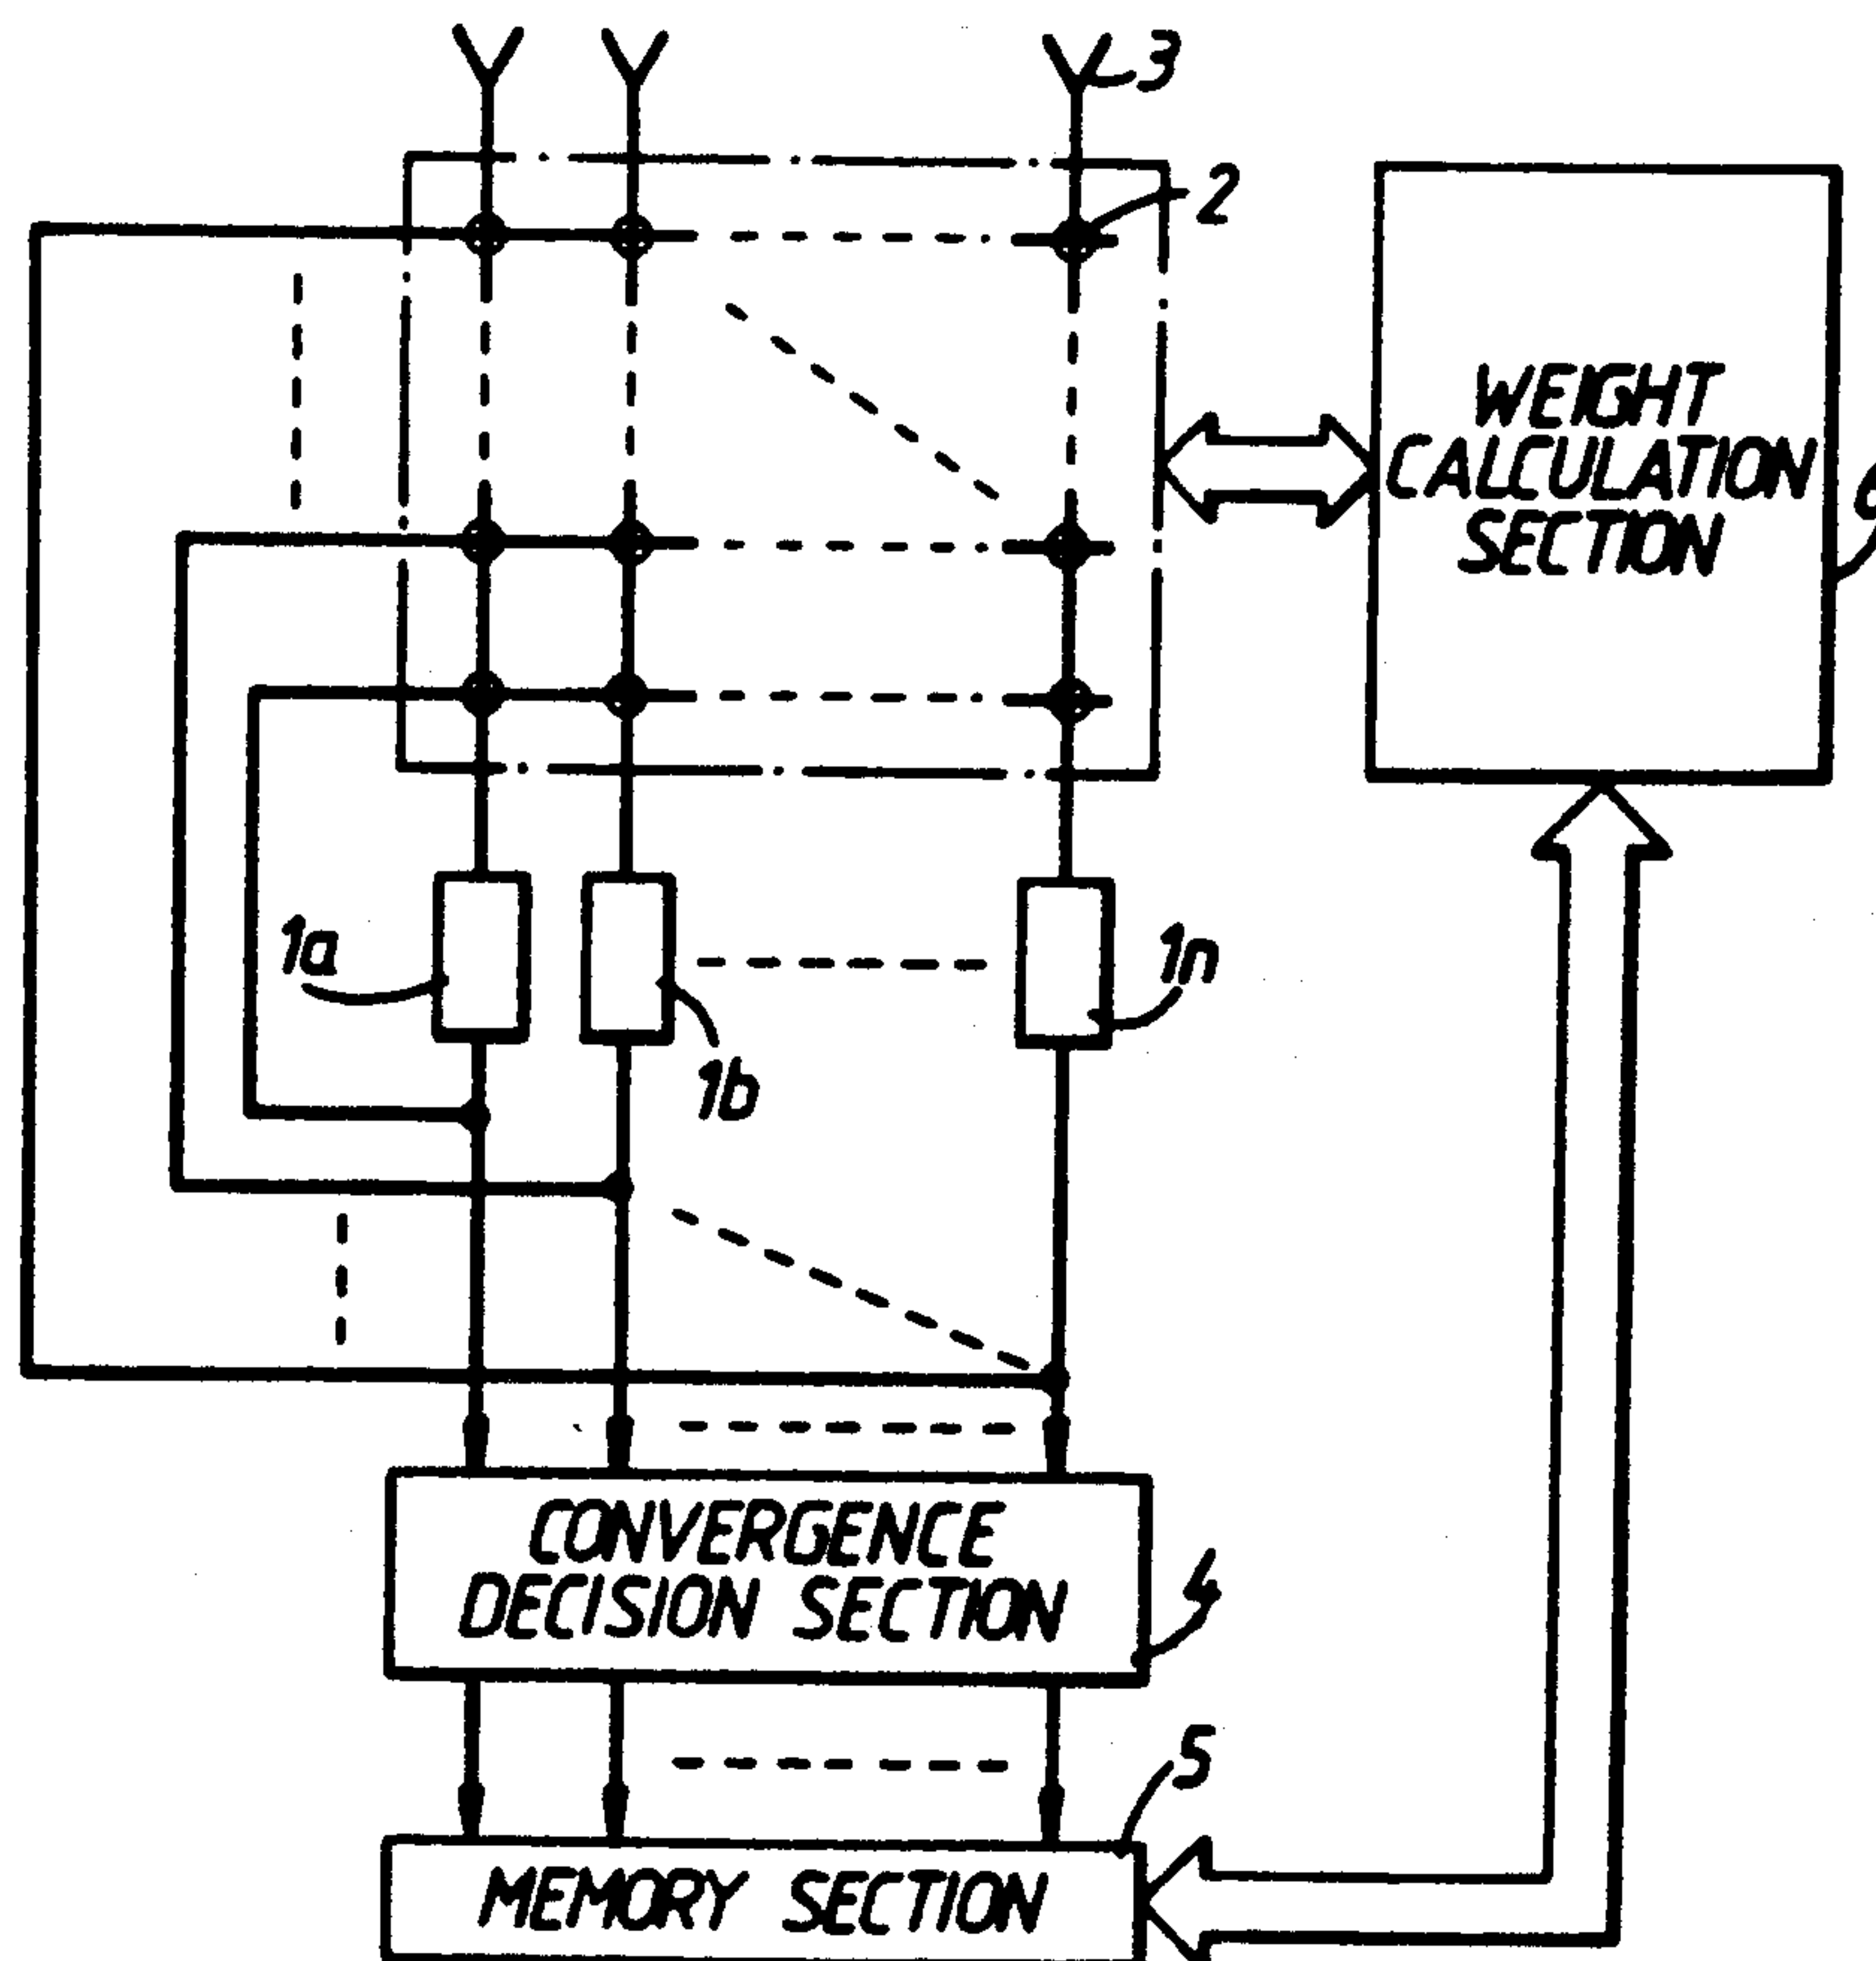 3
2
WEIGHT
CALCULATION
SECTION
1a
1n
1b
CONVERGENCE
DECISION SECTION
4
5
MEMORY SECTION